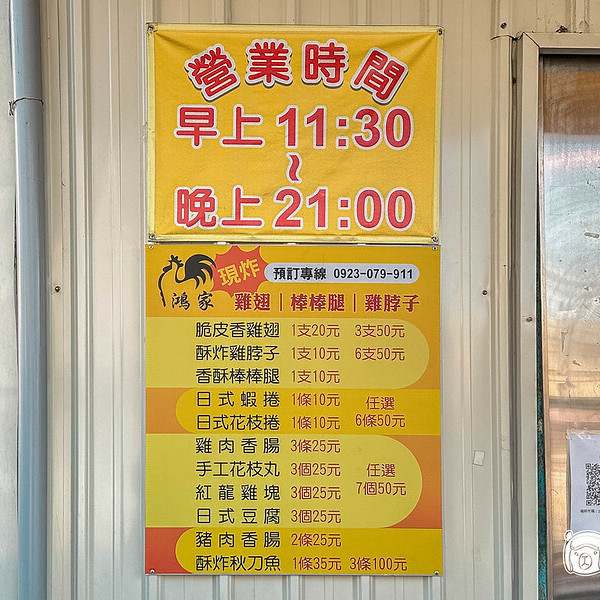 營業時間
早上 11:30
~
晚上 21:00
鴻家
現炸
預訂專線 0923-079-911
雞翅｜棒棒腿｜雞脖子
脆皮香雞翅 1支20元 3支50元
酥炸雞脖子 1支10元 6支50元
香酥棒棒腿 1支10元
日式蝦捲 1條10元
日式花枝捲 1條10元
任選
6條50元
雞肉香腸 3條25元
手工花枝丸 3個25元
紅龍雞塊 3個25元
日式豆腐 3個25元
任選
7個50元
豬肉香腸 2條25元
酥炸秋刀魚 1條35元 3條100元